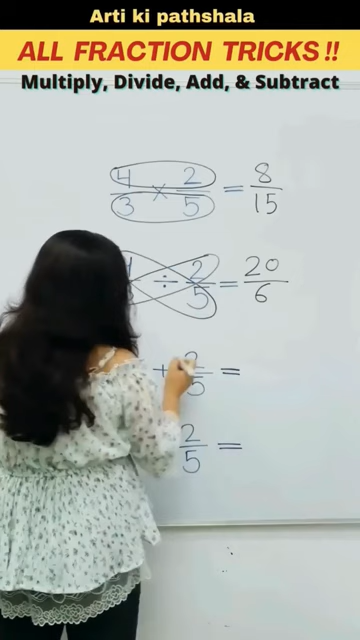 Arti ki pathshala
ALL FRACTION TRICKS !!
Multiply, Divide, Add, & Subtract
4/3 × 2/5 = 8/15
÷ 2/5 = 20/6
+ 2/5 =
2/5 =